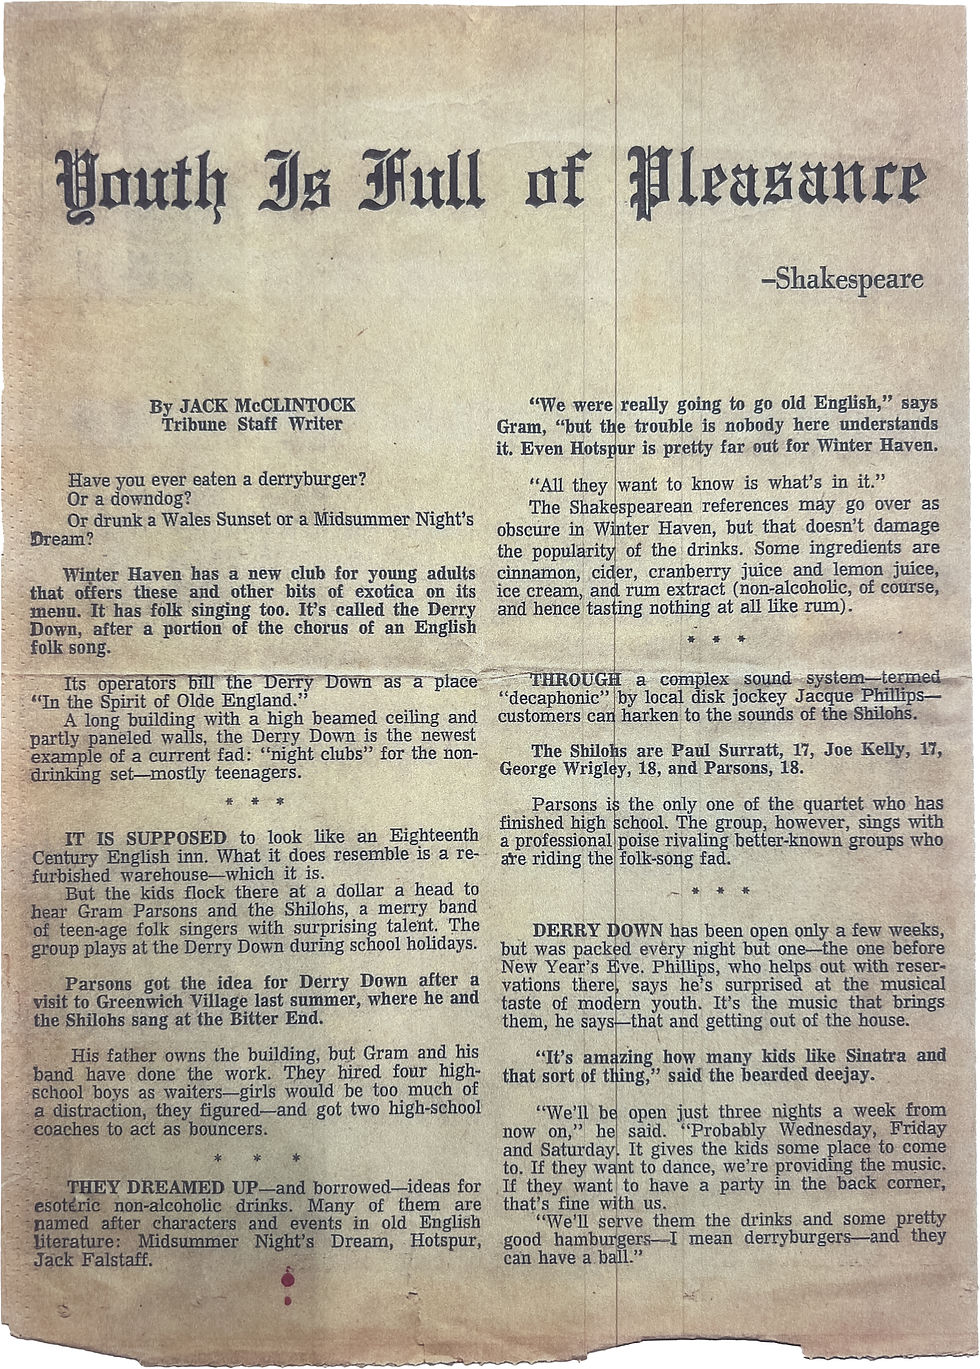 Youth Is Full of Pleasance
–Shakespeare
By JACK McCLINTOCK
Tribune Staff Writer
Have you ever eaten a derryburger?
Or a downdog?
Or drunk a Wales Sunset or a Midsummer Night's
Dream?
Winter Haven has a new club for young adults
that offers these and other bits of exotica on its
menu. It has folk singing too. It's called the Derry
Down, after a portion of the chorus of an English
folk song.
Its operators bill the Derry Down as a place
“In the Spirit of Olde England.”
A long building with a high beamed ceiling and
partly paneled walls, the Derry Down is the newest
example of a current fad: “night clubs” for the non-
drinking set—mostly teenagers.
* * *
IT IS SUPPOSED to look like an Eighteenth
Century English inn. What it does resemble is a re-
furbished warehouse—which it is.
But the kids flock there at a dollar a head to
hear Gram Parsons and the Shilohs, a merry band
of teen-age folk singers with surprising talent. The
group plays at the Derry Down during school holidays.
Parsons got the idea for Derry Down after a
visit to Greenwich Village last summer, where he and
the Shilohs sang at the Bitter End.
His father owns the building, but Gram and his
band have done the work. They hired four high-
school boys as waiters—girls would be too much of
a distraction, they figured—and got two high-school
coaches to act as bouncers.
* * *
THEY DREAMED UP—and borrowed—ideas for
esoteric non-alcoholic drinks. Many of them are
named after characters and events in old English
literature: Midsummer Night's Dream, Hotspur,
Jack Falstaff.
“We were really going to go old English,” says
Gram, “but the trouble is nobody here understands
it. Even Hotspur is pretty far out for Winter Haven.
“All they want to know is what's in it.”
The Shakespearean references may go over as
obscure in Winter Haven, but that doesn't damage
the popularity of the drinks. Some ingredients are
cinnamon, cider, cranberry juice and lemon juice,
ice cream, and rum extract (non-alcoholic, of course,
and hence tasting nothing at all like rum).
* * *
THROUGH a complex sound system—termed
“decaphonic” by local disk jockey Jacque Phillips—
customers can harken to the sounds of the Shilohs.
The Shilohs are Paul Surratt, 17, Joe Kelly, 17,
George Wrigley, 18, and Parsons, 18.
Parsons is the only one of the quartet who has
finished high school. The group, however, sings with
a professional poise rivaling better-known groups who
are riding the folk-song fad.
* * *
DERRY DOWN has been open only a few weeks,
but was packed every night but one—the one before
New Year's Eve. Phillips, who helps out with reser-
vations there, says he's surprised at the musical
taste of modern youth. It's the music that brings
them, he says—that and getting out of the house.
“It's amazing how many kids like Sinatra and
that sort of thing,” said the bearded deejay.
“We'll be open just three nights a week from
now on,” he said. “Probably Wednesday, Friday
and Saturday. It gives the kids some place to come
to. If they want to dance, we're providing the music.
If they want to have a party in the back corner,
that's fine with us.
“We'll serve them the drinks and some pretty
good hamburgers—I mean derryburgers—and they
can have a ball.”